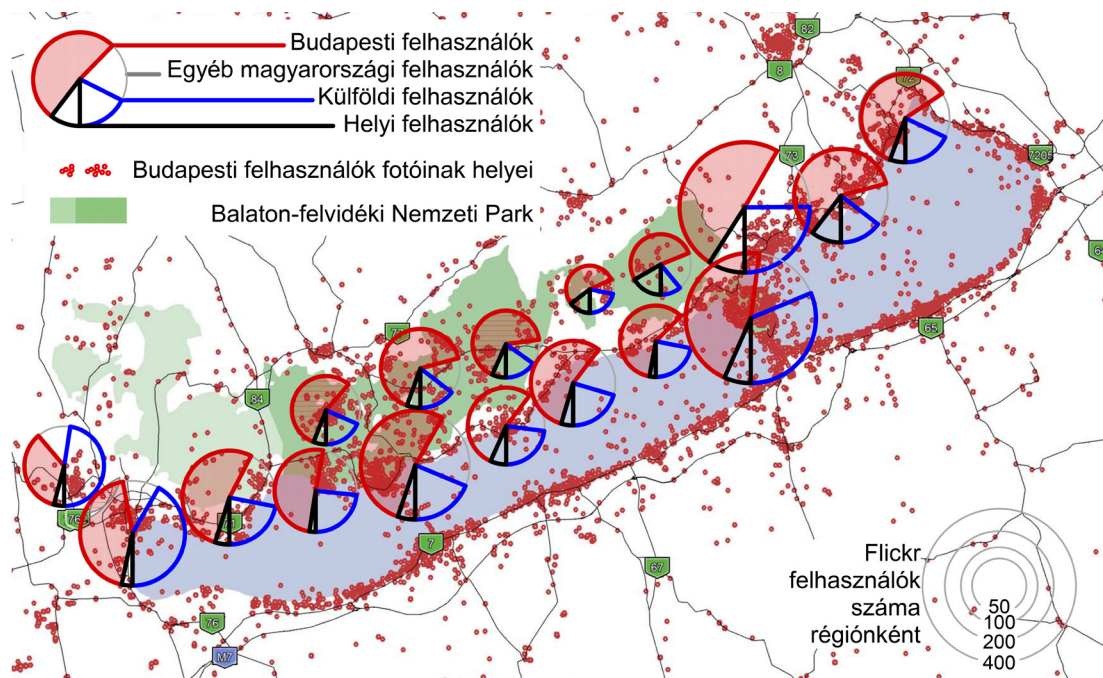 Budapesti felhasználók
Egyéb magyarországi felhasználók
Külföldi felhasználók
Helyi felhasználók
Budapesti felhasználók fotóinak helyei
Balaton-felvidéki Nemzeti Park
82
8
72
73
7205
65
84
71
7
67
76
M7
Flickr
felhasználók
száma
régiónként
50
100
200
400